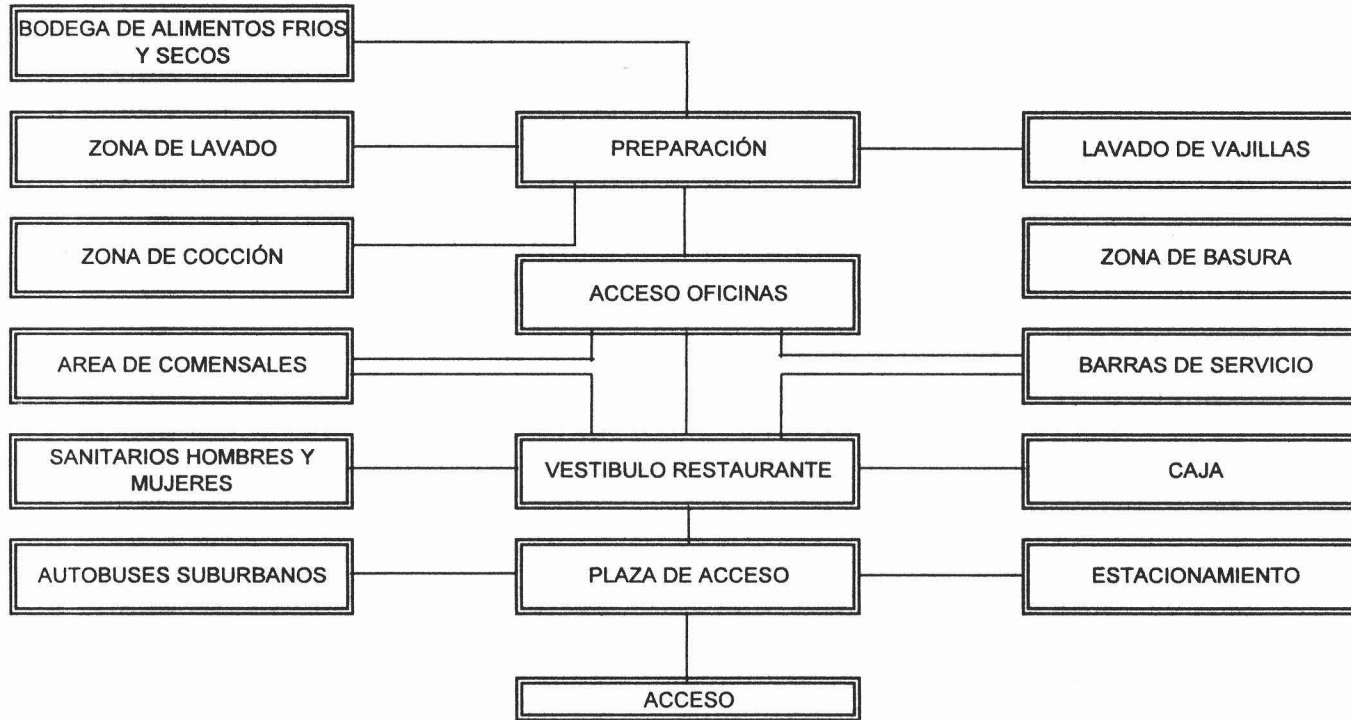 BODEGA DE ALIMENTOS FRIOS
Y SECOS
ZONA DE LAVADO
PREPARACIÓN
LAVADO DE VAJILLAS
ZONA DE COCCIÓN
ZONA DE BASURA
ACCESO OFICINAS
AREA DE COMENSALES
BARRAS DE SERVICIO
SANITARIOS HOMBRES Y
MUJERES
VESTIBULO RESTAURANTE
CAJA
AUTOBUSES SUBURBANOS
PLAZA DE ACCESO
ESTACIONAMIENTO
ACCESO